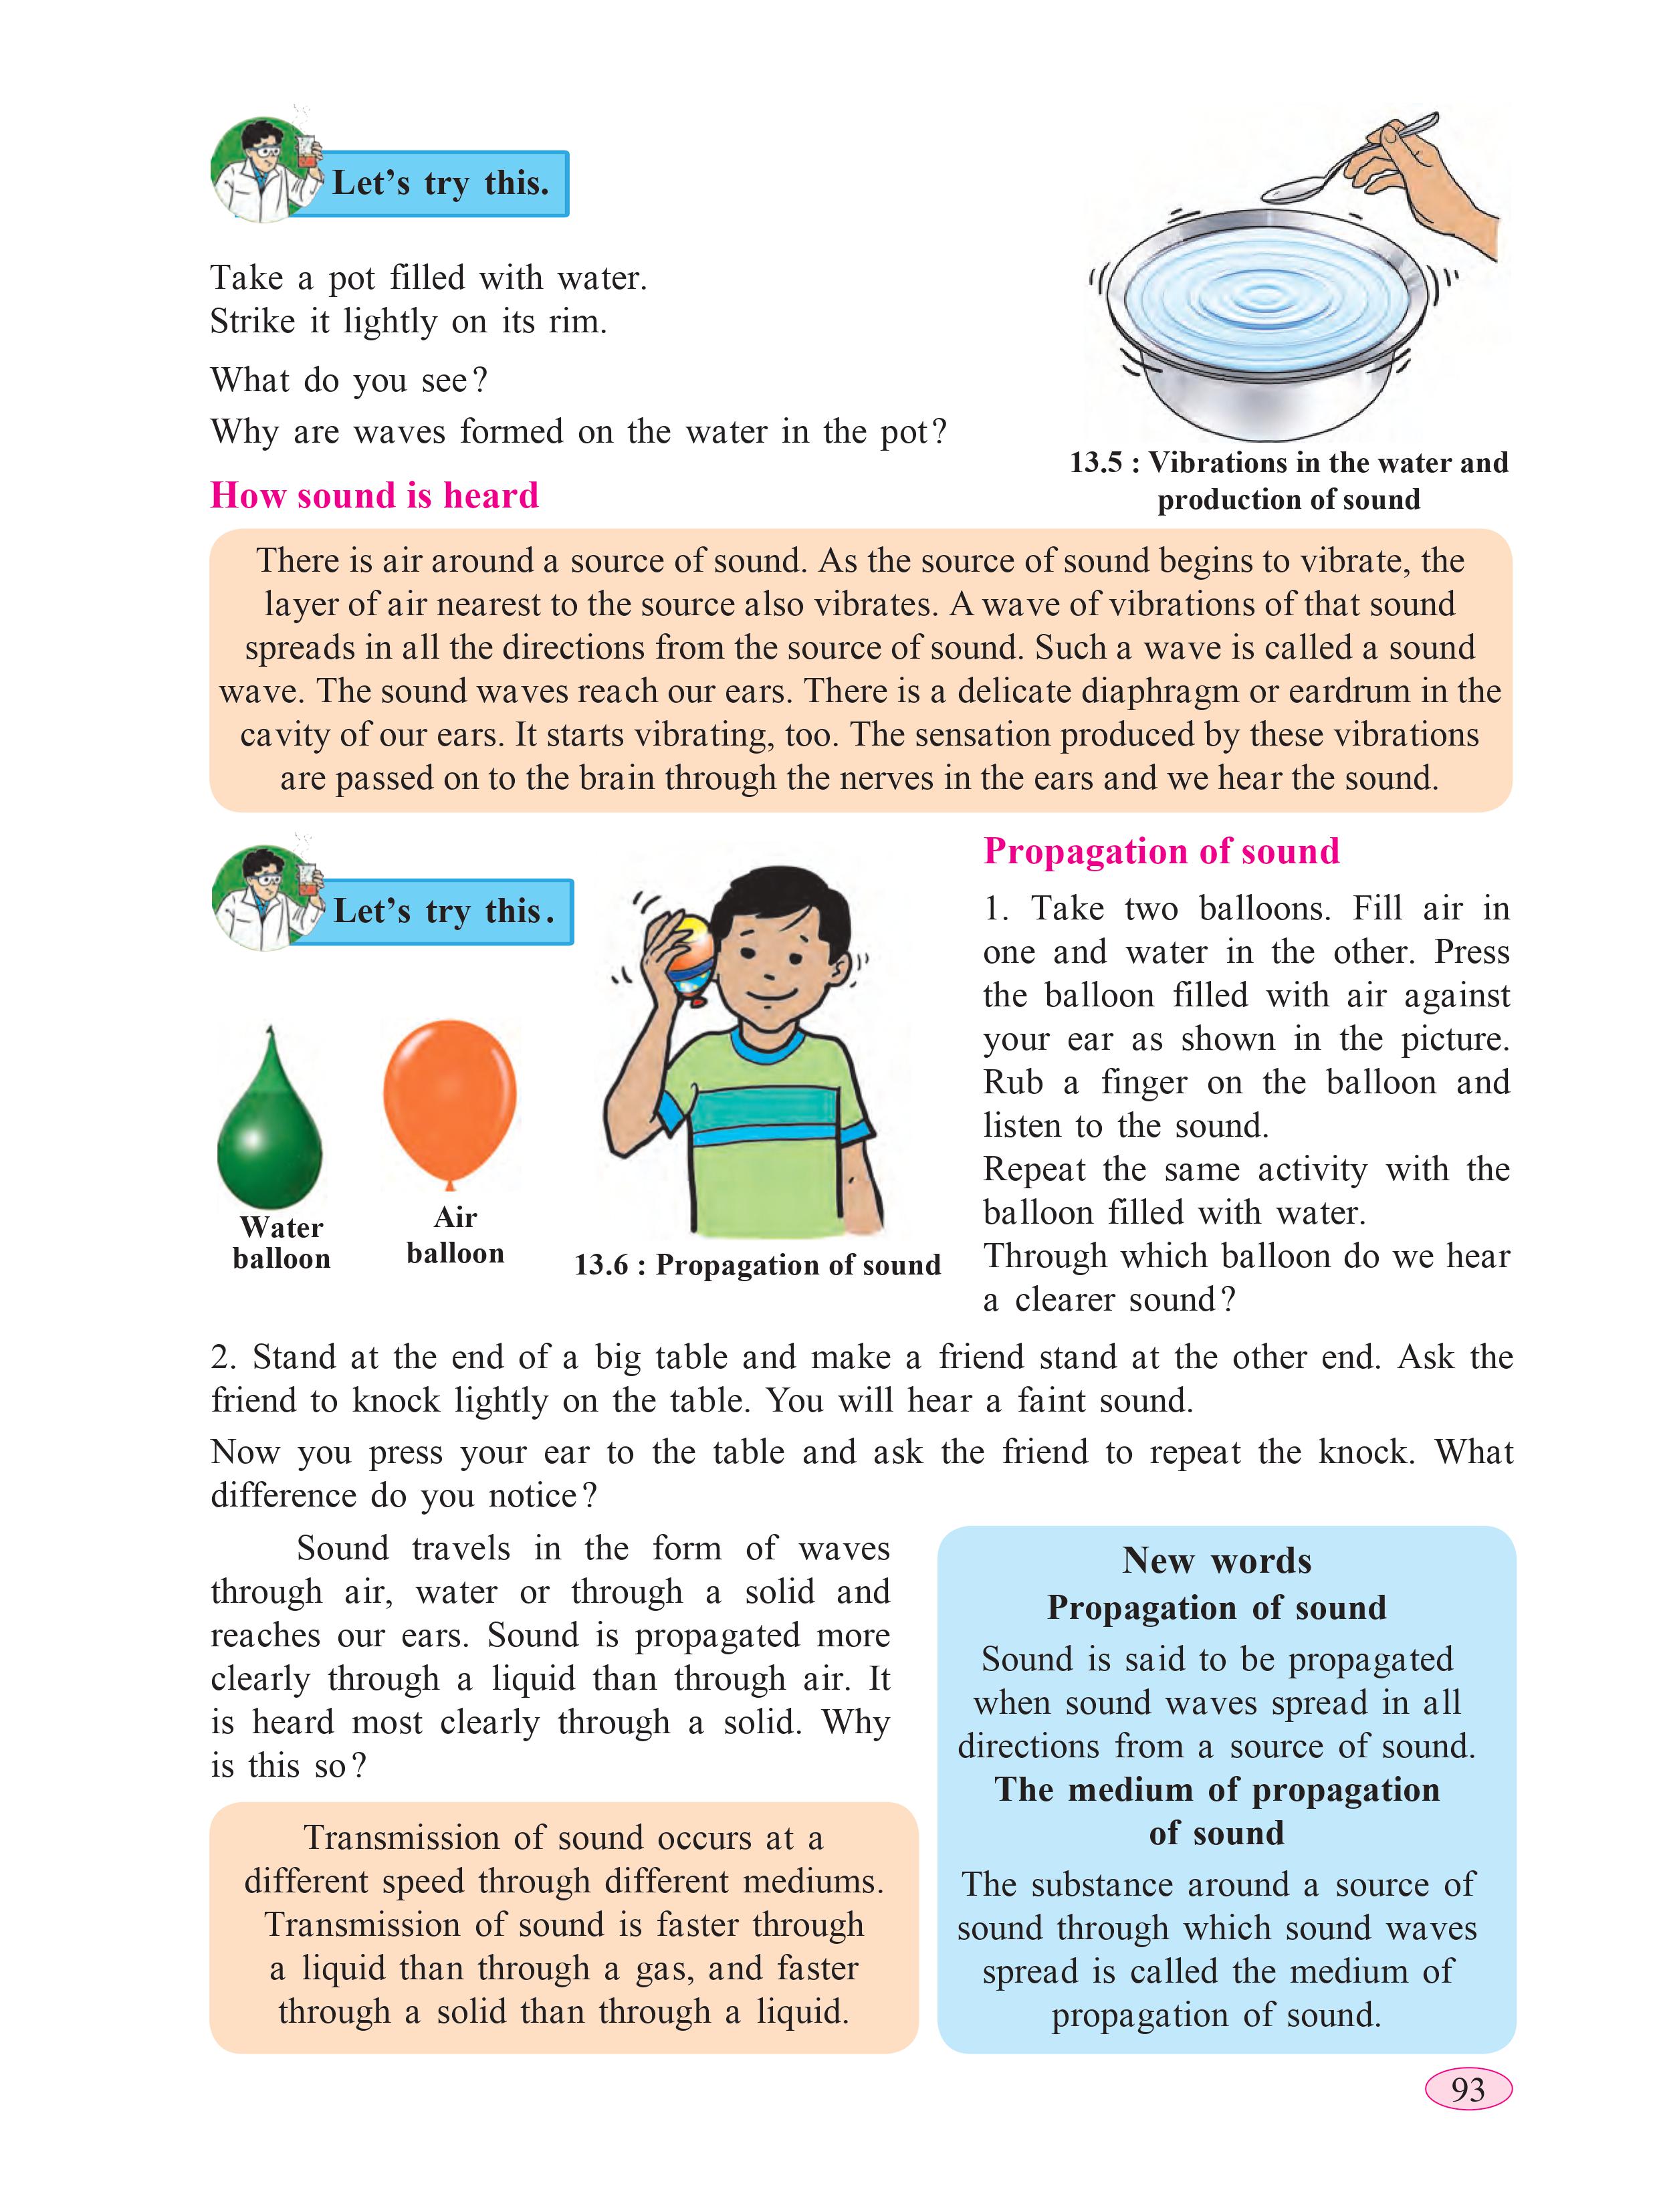 Let's try this.
Take a pot filled with water.
Strike it lightly on its rim.
What do you see?
Why are waves formed on the water in the pot?
13.5 : Vibrations in the water and
production of sound
How sound is heard
There is air around a source of sound. As the source of sound begins to vibrate, the
layer of air nearest to the source also vibrates. A wave of vibrations of that sound
spreads in all the directions from the source of sound. Such a wave is called a sound
wave. The sound waves reach our ears. There is a delicate diaphragm or eardrum in the
cavity of our ears. It starts vibrating, too. The sensation produced by these vibrations
are passed on to the brain through the nerves in the ears and we hear the sound.
Let's try this.
Water
balloon
Air
balloon
13.6 : Propagation of sound
Propagation of sound
1. Take two balloons. Fill air in
one and water in the other. Press
the balloon filled with air against
your ear as shown in the picture.
Rub a finger on the balloon and
listen to the sound.
Repeat the same activity with the
balloon filled with water.
Through which balloon do we hear
a clearer sound?
2. Stand at the end of a big table and make a friend stand at the other end. Ask the
friend to knock lightly on the table. You will hear a faint sound.
Now you press your ear to the table and ask the friend to repeat the knock. What
difference do you notice?
Sound travels in the form of waves
through air, water or through a solid and
reaches our ears. Sound is propagated more
clearly through a liquid than through air. It
is heard most clearly through a solid. Why
is this so?
Transmission of sound occurs at a
different speed through different mediums.
Transmission of sound is faster through
a liquid than through a gas, and faster
through a solid than through a liquid.
New words
Propagation of sound
Sound is said to be propagated
when sound waves spread in all
directions from a source of sound.
The medium of propagation
of sound
The substance around a source of
sound through which sound waves
spread is called the medium of
propagation of sound.
93